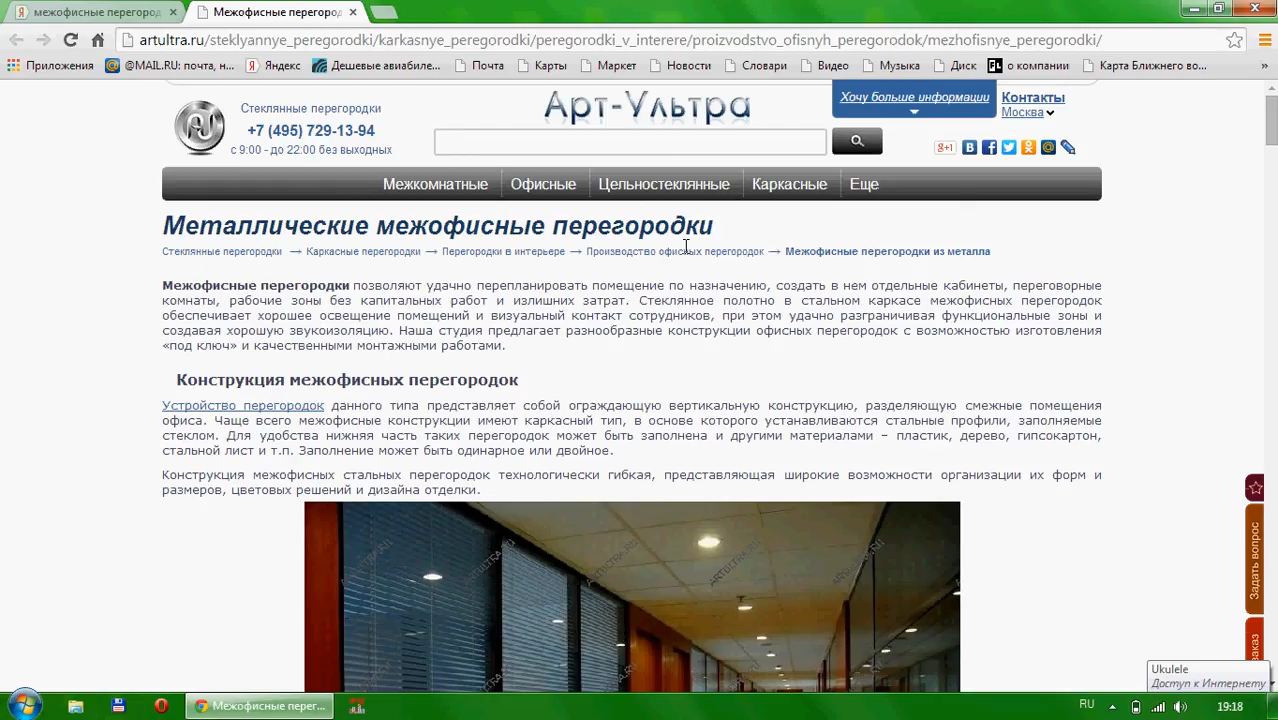 межофисные перегород
Межофисные перегород
artultra.ru/steklyannye_peregorodki/karkasnye_peregorodki/peregorodki_v_interere/proizvodstvo_ofisnyh_peregorodok/mezhofisnye_peregorodki/
Приложения @MAIL.RU: почта, н... Яндекс Дешевые авиабиле... Почта Карты Маркет Новости Словари Видео Музыка Диск о компании Карта Ближнего во... »
Стеклянные перегородки
+7 (495) 729-13-94
с 9:00 - до 22:00 без выходных
Арт-Ультра
Хочу больше информации
Контакты
Москва
Межкомнатные Офисные Цельностеклянные Каркасные Еще
Металлические межофисные перегородки
Стеклянные перегородки → Каркасные перегородки → Перегородки в интерьере → Производство офисных перегородок → Межофисные перегородки из металла
Межофисные перегородки позволяют удачно перепланировать помещение по назначению, создать в нем отдельные кабинеты, переговорные
комнаты, рабочие зоны без капитальных работ и излишних затрат. Стеклянное полотно в стальном каркасе межофисных перегородок
обеспечивает хорошее освещение помещений и визуальный контакт сотрудников, при этом удачно разграничивая функциональные зоны и
создавая хорошую звукоизоляцию. Наша студия предлагает разнообразные конструкции офисных перегородок с возможностью изготовления
«под ключ» и качественными монтажными работами.
Конструкция межофисных перегородок
Устройство перегородок данного типа представляет собой ограждающую вертикальную конструкцию, разделяющую смежные помещения
офиса. Чаще всего межофисные конструкции имеют каркасный тип, в основе которого устанавливаются стальные профили, заполняемые
стеклом. Для удобства нижняя часть таких перегородок может быть заполнена и другими материалами – пластик, дерево, гипсокартон,
стальной лист и т.п. Заполнение может быть одинарное или двойное.
Конструкция межофисных стальных перегородок технологически гибкая, представляющая широкие возможности организации их форм и
размеров, цветовых решений и дизайна отделки.
ARTULTRA.RU ARTULTRA.RU ARTULTRA.RU ARTULTRA.RU
Задать вопрос
заказ
Ukulele
Доступ к Интернету
Межофисные перег...
RU
19:18